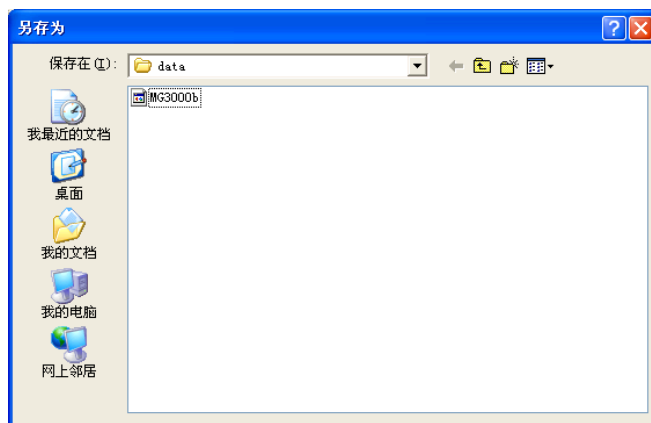 另存为
保存在(I):
data
MG3000b
我最近的文档
桌面
我的文档
我的电脑
网上邻居